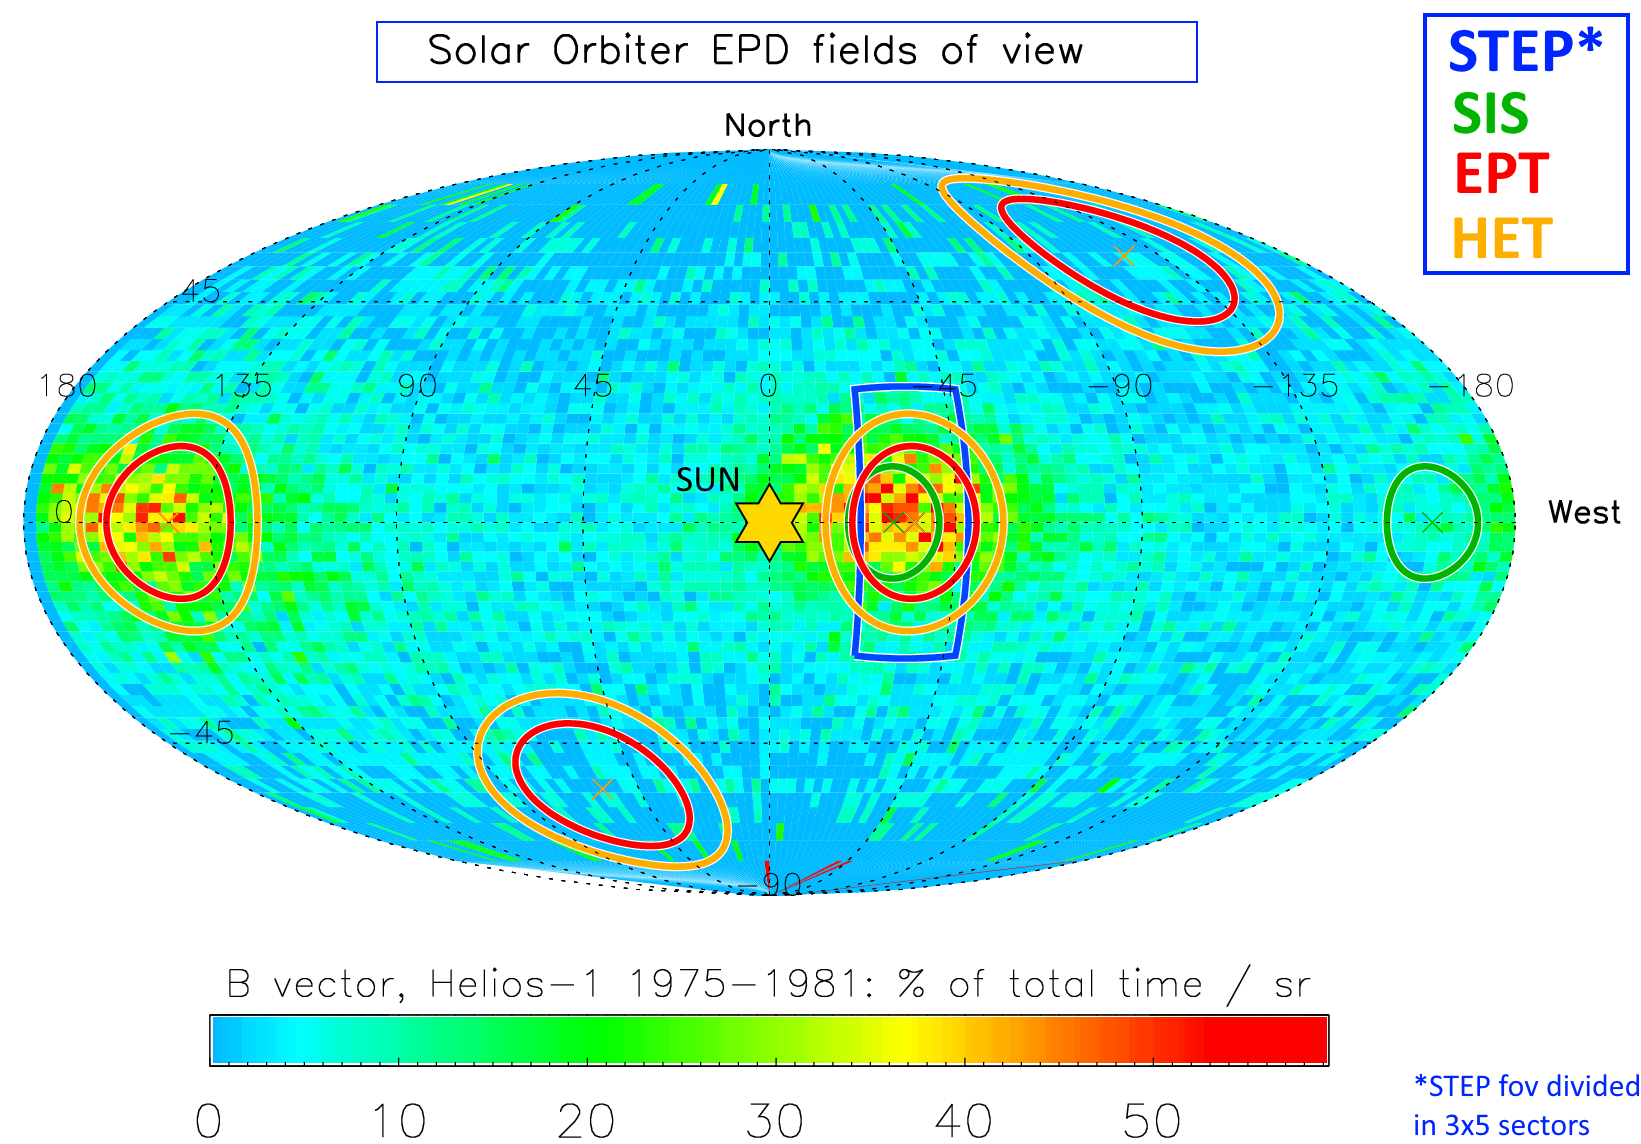 Solar Orbiter EPD fields of view
STEP*
SIS
EPT
HET
North
45
180 135 90 45 0 -45 -90 -135 -180
SUN
0
West
-45
-90
B vector, Helios-1 1975-1981: % of total time / sr
0 10 20 30 40 50
*STEP fov divided
in 3x5 sectors